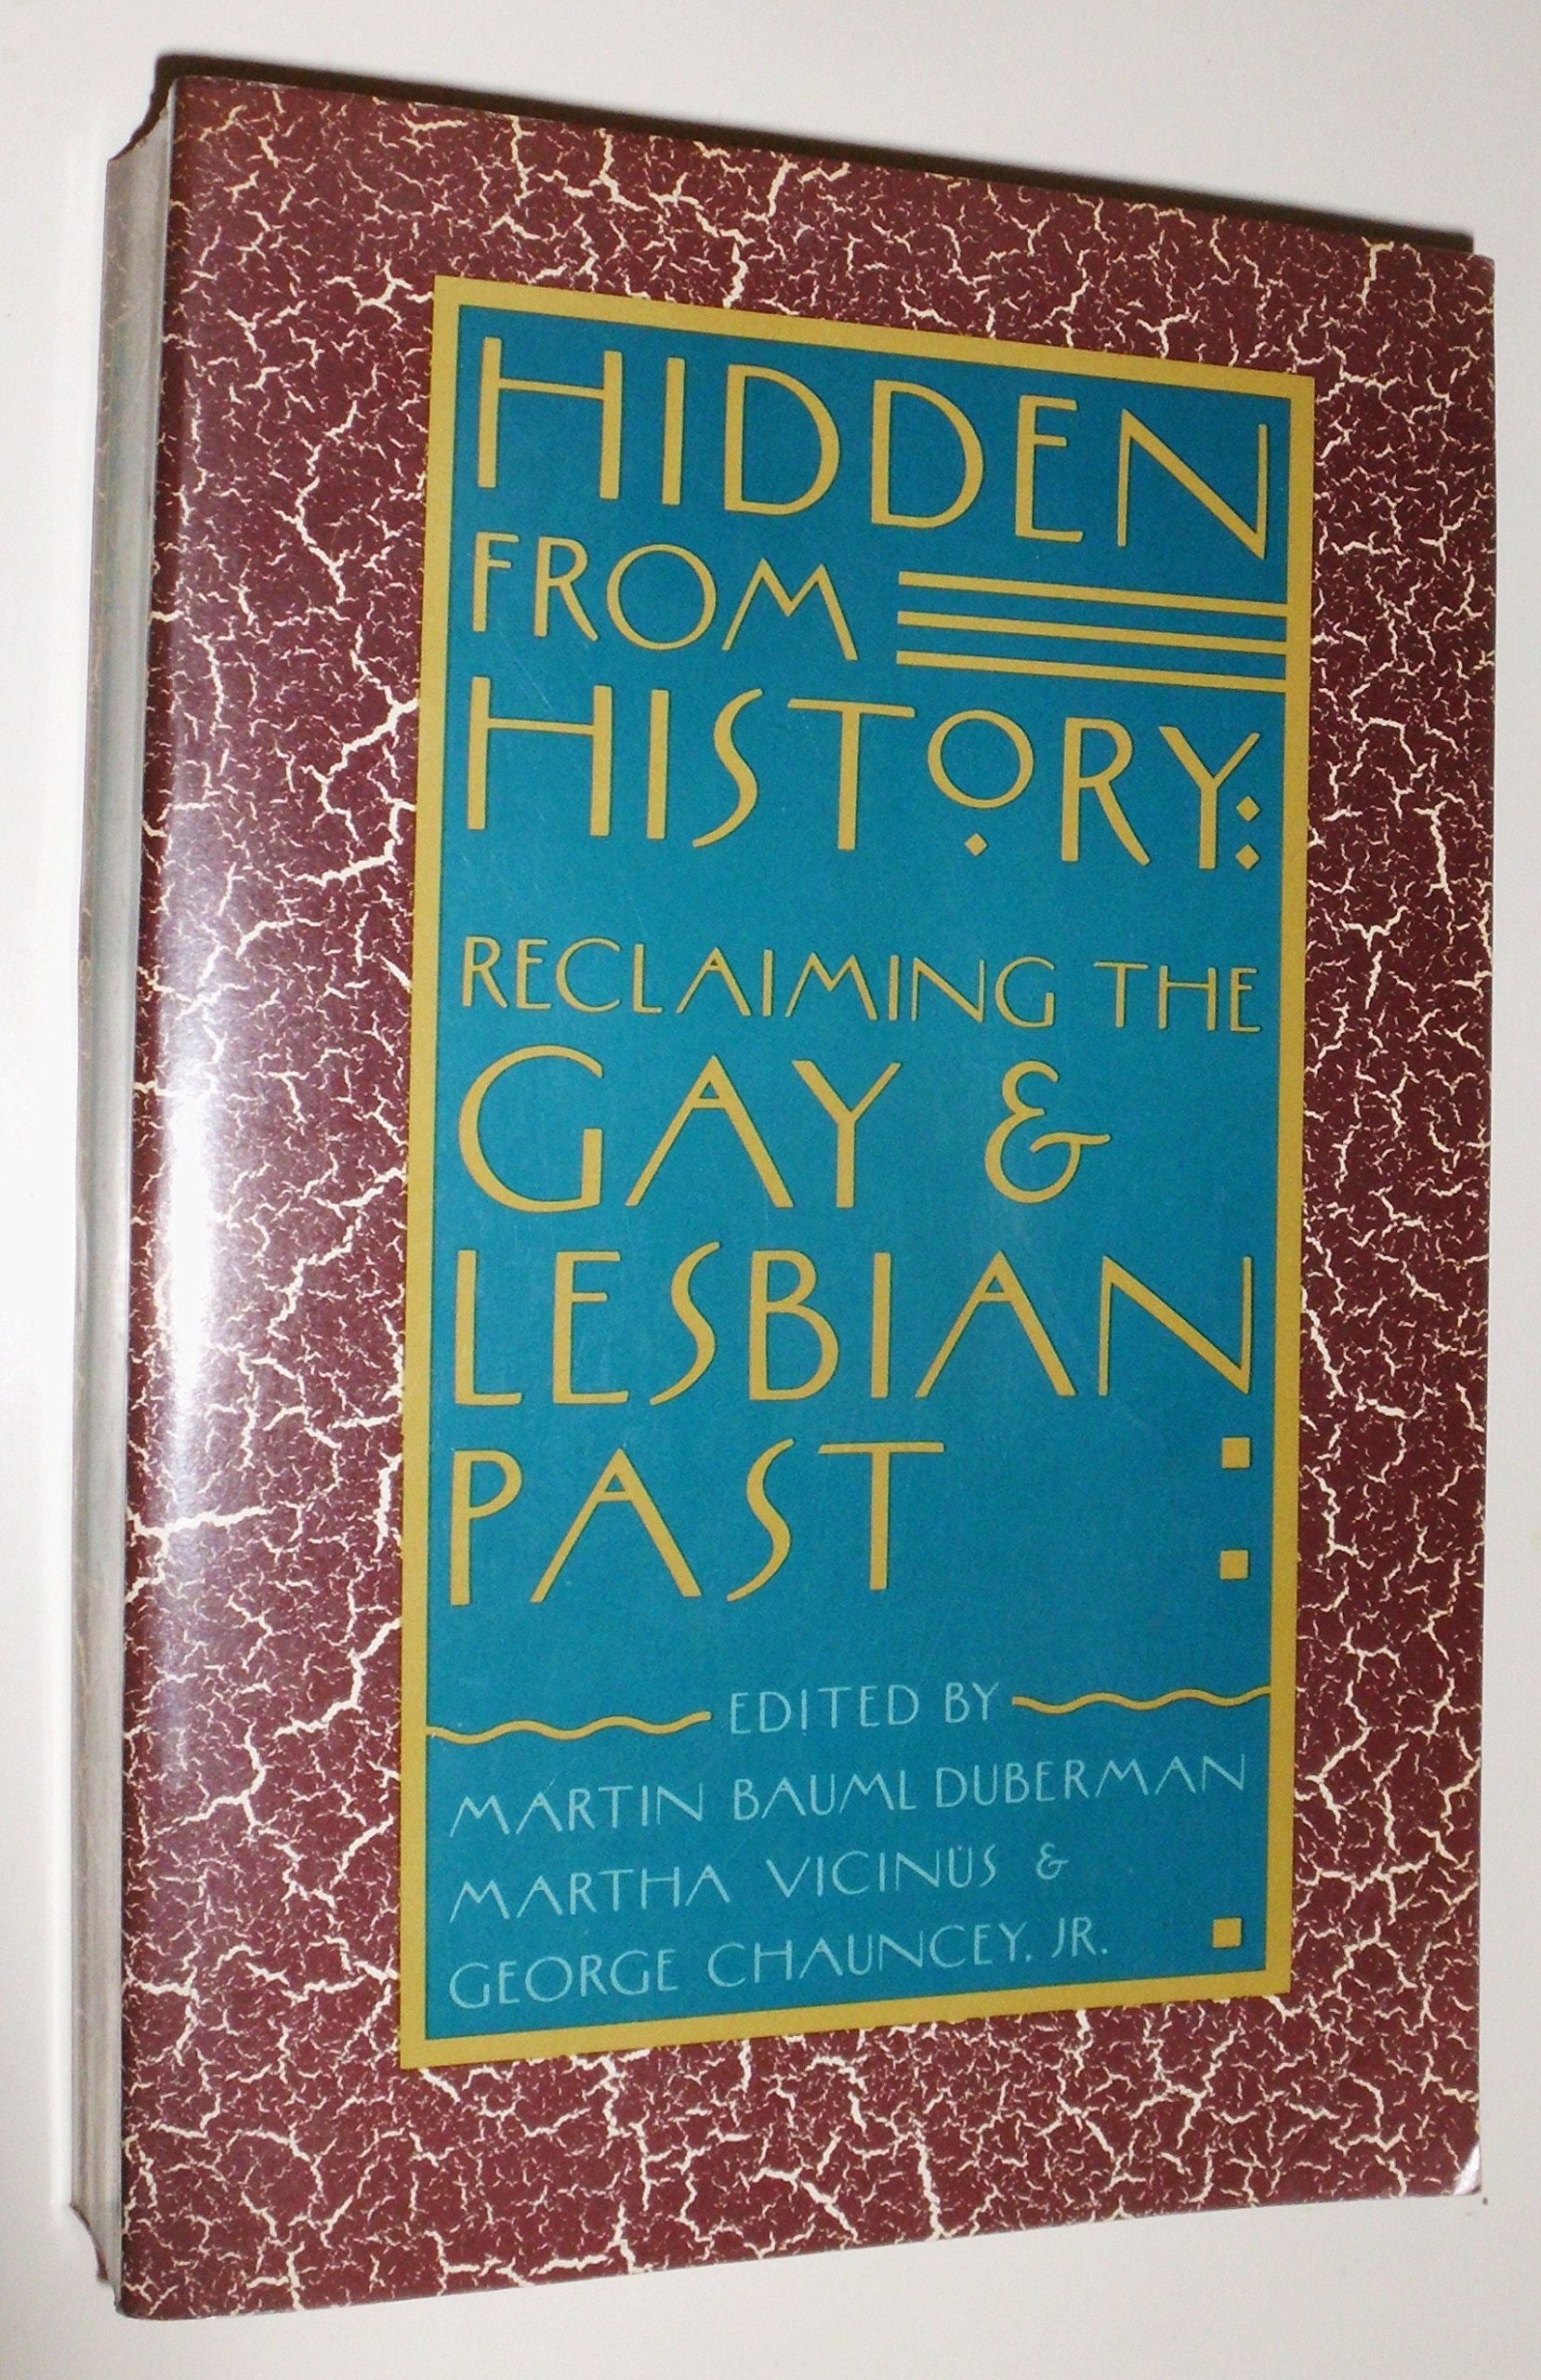 HIDDEN
FROM
HISTORY:
RECLAIMING THE
GAY &
LESBIAN
PAST
EDITED BY
MARTIN BAUML DUBERMAN
MARTHA VICINUS &
GEORGE CHAUNCEY, JR.